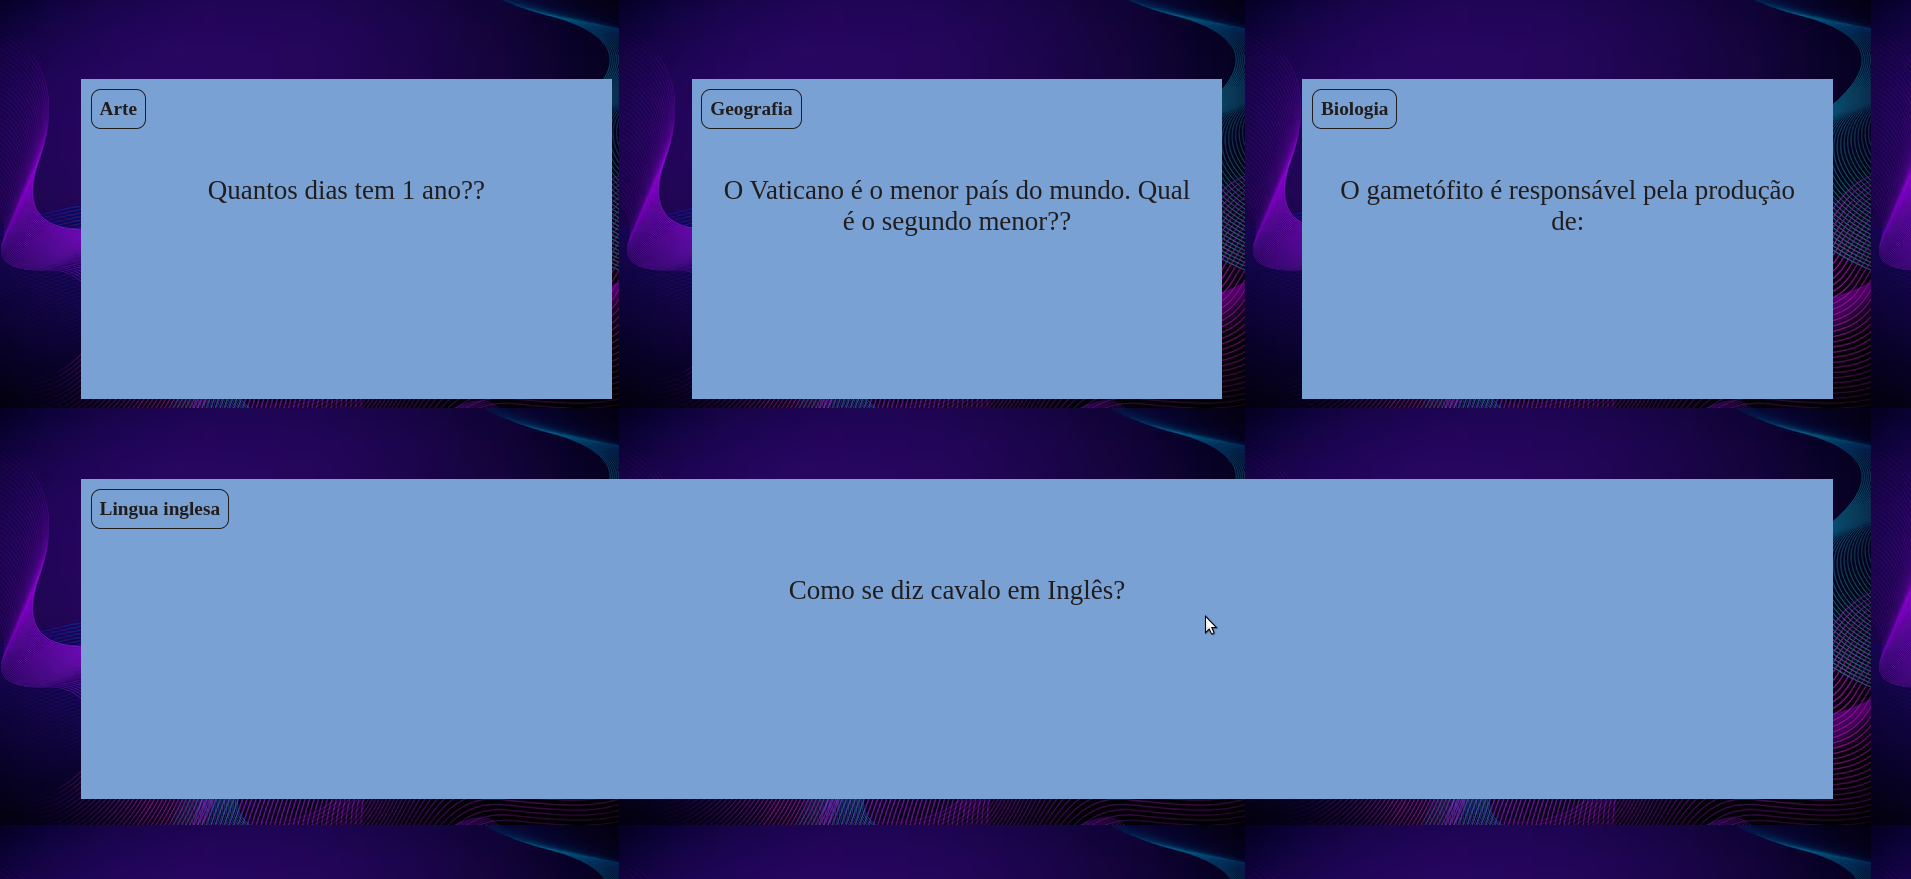 Arte
Quantos dias tem 1 ano??
Geografia
O Vaticano é o menor país do mundo. Qual
é o segundo menor??
Biologia
O gametófito é responsável pela produção
de:
Lingua inglesa
Como se diz cavalo em Inglês?